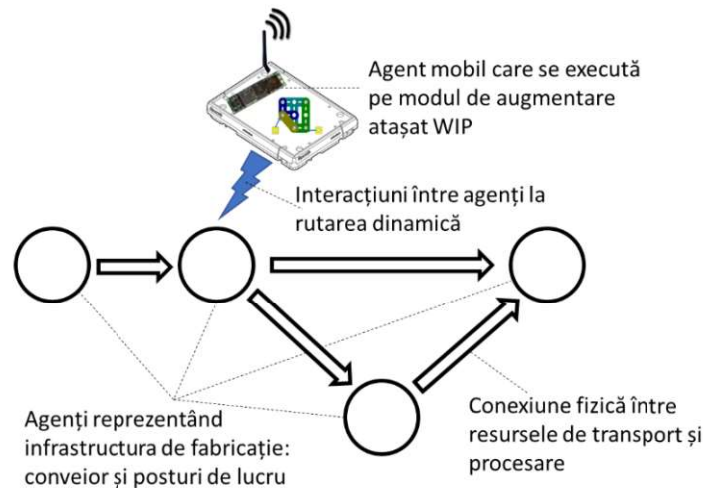 Agent mobil care se execută
pe modul de augmentare
atașat WIP
Interacțiuni între agenți la
rutarea dinamică
Agenți reprezentând
infrastructura de fabricație:
conveior și posturi de lucru
Conexiune fizică între
resursele de transport și
procesare